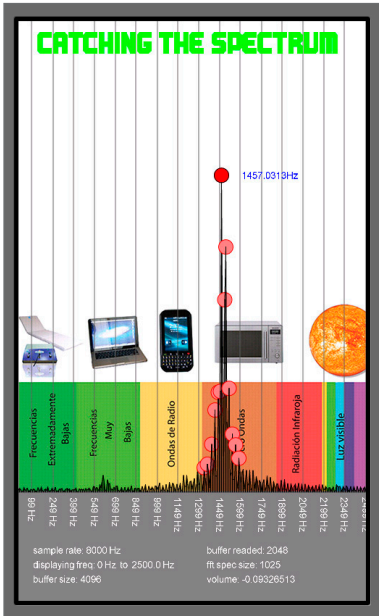 CATCHING THE SPECTRUM
1457.0313Hz
Frecuencias
Extremadamente
Bajas
Frecuencias
Muy
Bajas
Ondas de Radio
Ondas
Radiación Infraroja
Luz visible
99 Hz
249 Hz
399 Hz
549 Hz
699 Hz
849 Hz
999 Hz
1149 Hz
1299 Hz
1449 Hz
1599 Hz
1749 Hz
1899 Hz
2049 Hz
2199 Hz
2349 Hz
sample rate: 8000 Hz
displaying freq: 0 Hz to 2500.0 Hz
buffer size: 4096
buffer readed: 2048
fft spec size: 1025
volume: -0.09326513